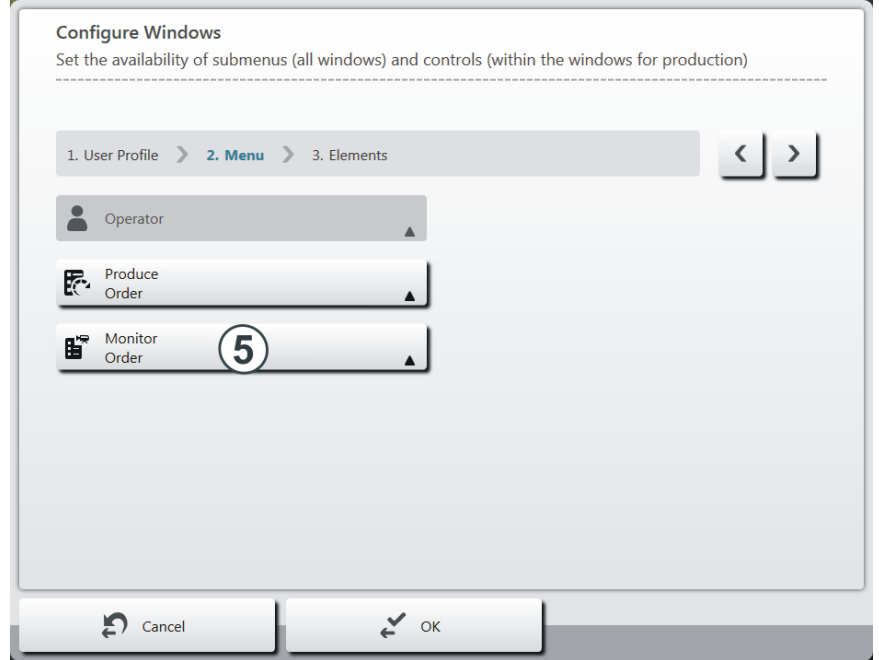 Configure Windows
Set the availability of submenus (all windows) and controls (within the windows for production)
1. User Profile 2. Menu 3. Elements
Operator
Produce
Order
Monitor
Order
5
Cancel
OK